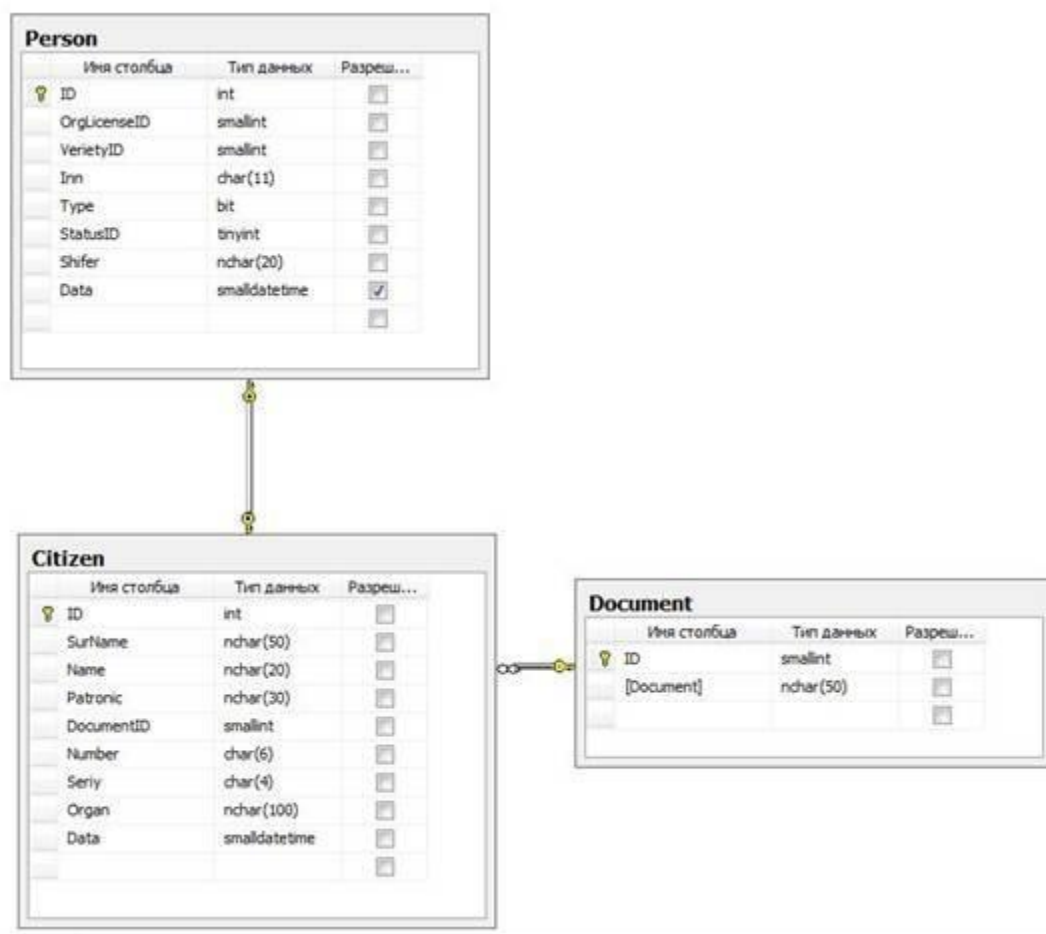 Person
Имя столбца Тип данных Разреш...
ID int
OrgLicenseID smallint
VerietyID smallint
Inn char(11)
Type bit
StatusID tinyint
Shifer nchar(20)
Data smalldatetime
Citizen
Имя столбца Тип данных Разреш...
ID int
SurName nchar(50)
Name nchar(20)
Patronic nchar(30)
DocumentID smallint
Number char(6)
Seriy char(4)
Organ nchar(100)
Data smalldatetime
Document
Имя столбца Тип данных Разреш...
ID smallint
[Document] nchar(50)